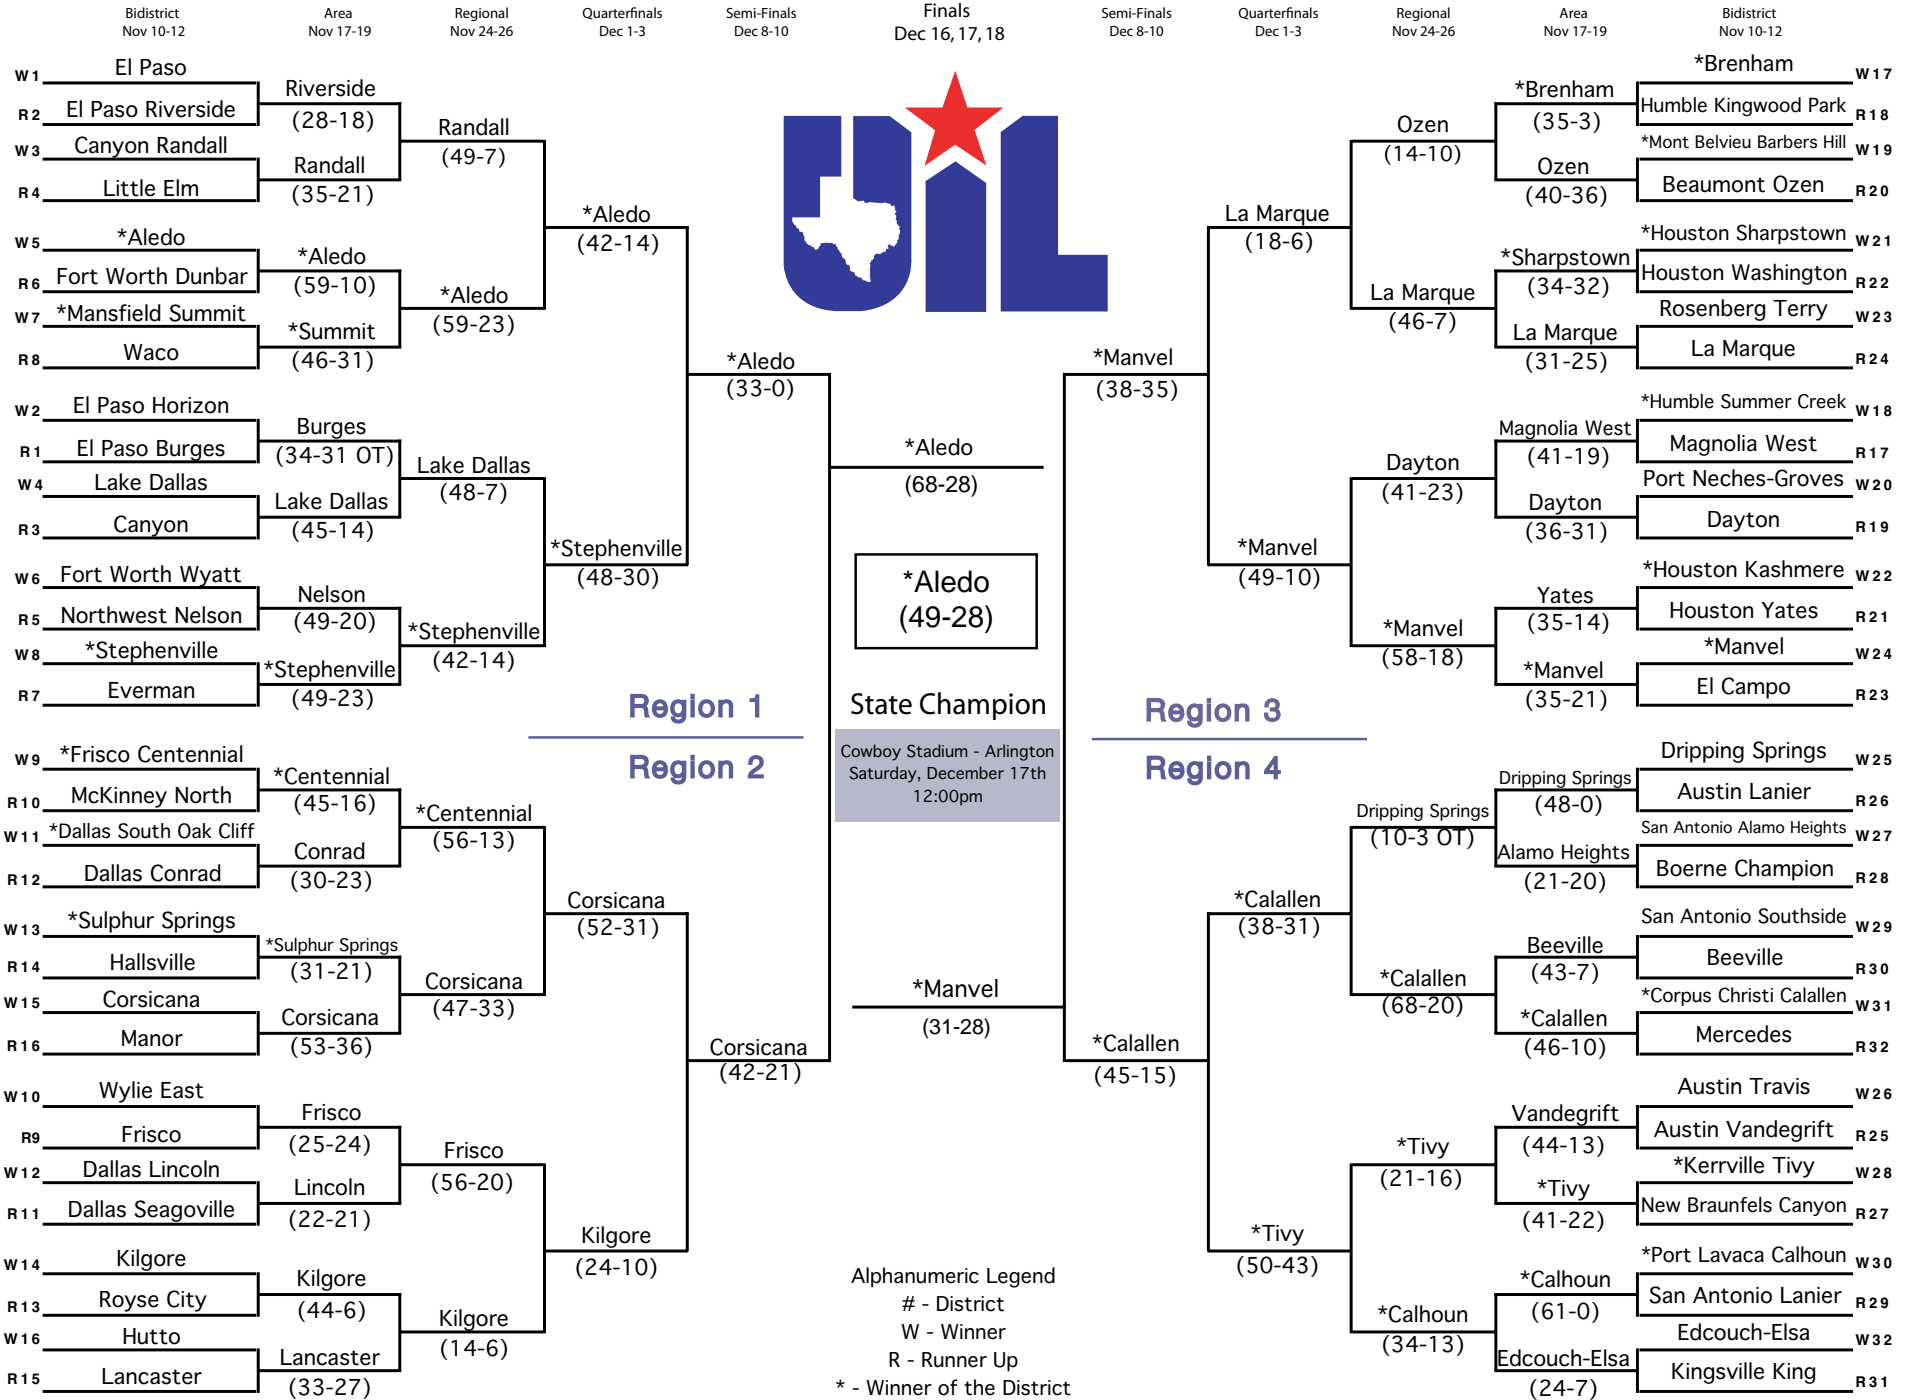 Bidistrict
Nov 10-12
Area
Nov 17-19
Regional
Nov 24-26
Quarterfinals
Dec 1-3
Semi-Finals
Dec 8-10
Finals
Dec 16, 17, 18
Semi-Finals
Dec 8-10
Quarterfinals
Dec 1-3
Regional
Nov 24-26
Area
Nov 17-19
Bidistrict
Nov 10-12
W1 El Paso
R2 El Paso Riverside
W3 Canyon Randall
R4 Little Elm
W5 *Aledo
R6 Fort Worth Dunbar
W7 *Mansfield Summit
R8 Waco
W2 El Paso Horizon
R1 El Paso Burges
W4 Lake Dallas
R3 Canyon
W6 Fort Worth Wyatt
R5 Northwest Nelson
W8 *Stephenville
R7 Everman
W9 *Frisco Centennial
R10 McKinney North
W11 *Dallas South Oak Cliff
R12 Dallas Conrad
W13 *Sulphur Springs
R14 Hallsville
W15 Corsicana
R16 Manor
W10 Wylie East
R9 Frisco
W12 Dallas Lincoln
R11 Dallas Seagoville
W14 Kilgore
R13 Royse City
W16 Hutto
R15 Lancaster
Riverside
(28-18)
Randall
(35-21)
*Aledo
(59-10)
*Summit
(46-31)
Burges
(34-31 OT)
Lake Dallas
(45-14)
Nelson
(49-20)
*Stephenville
(49-23)
*Centennial
(45-16)
Conrad
(30-23)
*Sulphur Springs
(31-21)
Corsicana
(53-36)
Frisco
(25-24)
Lincoln
(22-21)
Kilgore
(44-6)
Lancaster
(33-27)
Randall
(49-7)
*Aledo
(59-23)
Lake Dallas
(48-7)
*Stephenville
(42-14)
*Centennial
(56-13)
Corsicana
(47-33)
Frisco
(56-20)
Kilgore
(14-6)
*Aledo
(42-14)
*Stephenville
(48-30)
Corsicana
(52-31)
Kilgore
(24-10)
*Aledo
(33-0)
Corsicana
(42-21)
Region 1
Region 2
UIL
*Aledo
(68-28)
*Aledo
(49-28)
State Champion
Cowboy Stadium - Arlington
Saturday, December 17th
12:00pm
*Manvel
(31-28)
Alphanumeric Legend
# - District
W - Winner
R - Runner Up
* - Winner of the District
Region 3
Region 4
*Manvel
(38-35)
*Calallen
(45-15)
La Marque
(18-6)
*Manvel
(49-10)
*Calallen
(38-31)
*Tivy
(50-43)
Ozen
(14-10)
La Marque
(46-7)
Dayton
(41-23)
*Manvel
(58-18)
Dripping Springs
(10-3 OT)
*Calallen
(68-20)
*Tivy
(21-16)
*Calhoun
(34-13)
*Brenham
(35-3)
Ozen
(40-36)
*Sharpstown
(34-32)
La Marque
(31-25)
Magnolia West
(41-19)
Dayton
(36-31)
Yates
(35-14)
*Manvel
(35-21)
Dripping Springs
(48-0)
Alamo Heights
(21-20)
Beeville
(43-7)
*Calallen
(46-10)
Vandegrift
(44-13)
*Tivy
(41-22)
*Calhoun
(61-0)
Edcouch-Elsa
(24-7)
*Brenham W17
Humble Kingwood Park R18
*Mont Belvieu Barbers Hill W19
Beaumont Ozen R20
*Houston Sharpstown W21
Houston Washington R22
Rosenberg Terry W23
La Marque R24
*Humble Summer Creek W18
Magnolia West R17
Port Neches-Groves W20
Dayton R19
*Houston Kashmere W22
Houston Yates R21
*Manvel W24
El Campo R23
Dripping Springs W25
Austin Lanier R26
San Antonio Alamo Heights W27
Boerne Champion R28
San Antonio Southside W29
Beeville R30
*Corpus Christi Calallen W31
Mercedes R32
Austin Travis W26
Austin Vandegrift R25
*Kerrville Tivy W28
New Braunfels Canyon R27
*Port Lavaca Calhoun W30
San Antonio Lanier R29
Edcouch-Elsa W32
Kingsville King R31